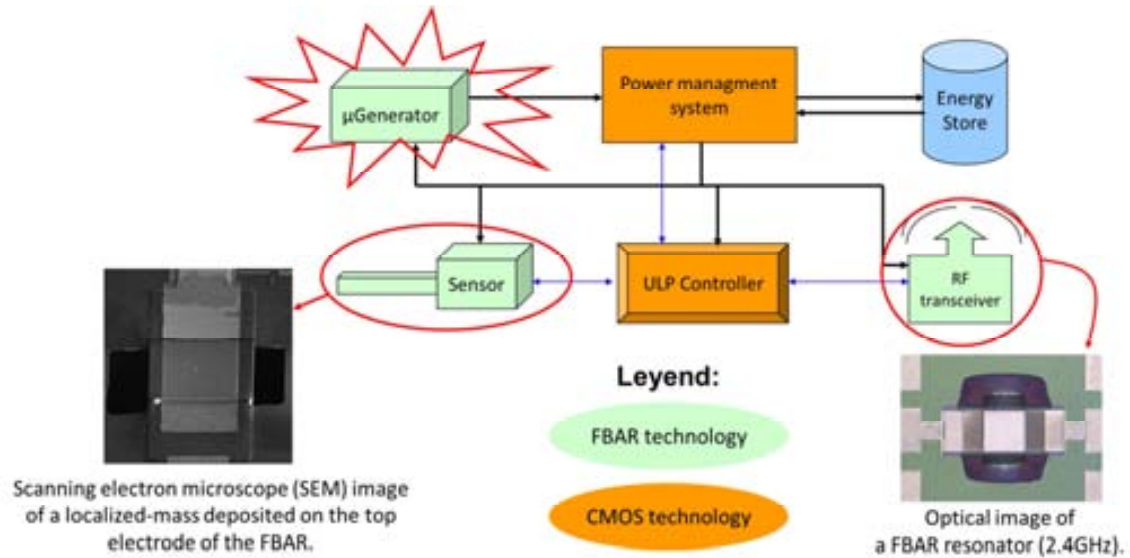 µGenerator
Power managment
system
Energy
Store
Sensor
ULP Controller
RF
transceiver
Leyend:
FBAR technology
CMOS technology
Scanning electron microscope (SEM) image
of a localized-mass deposited on the top
electrode of the FBAR.
Optical image of
a FBAR resonator (2.4GHz).